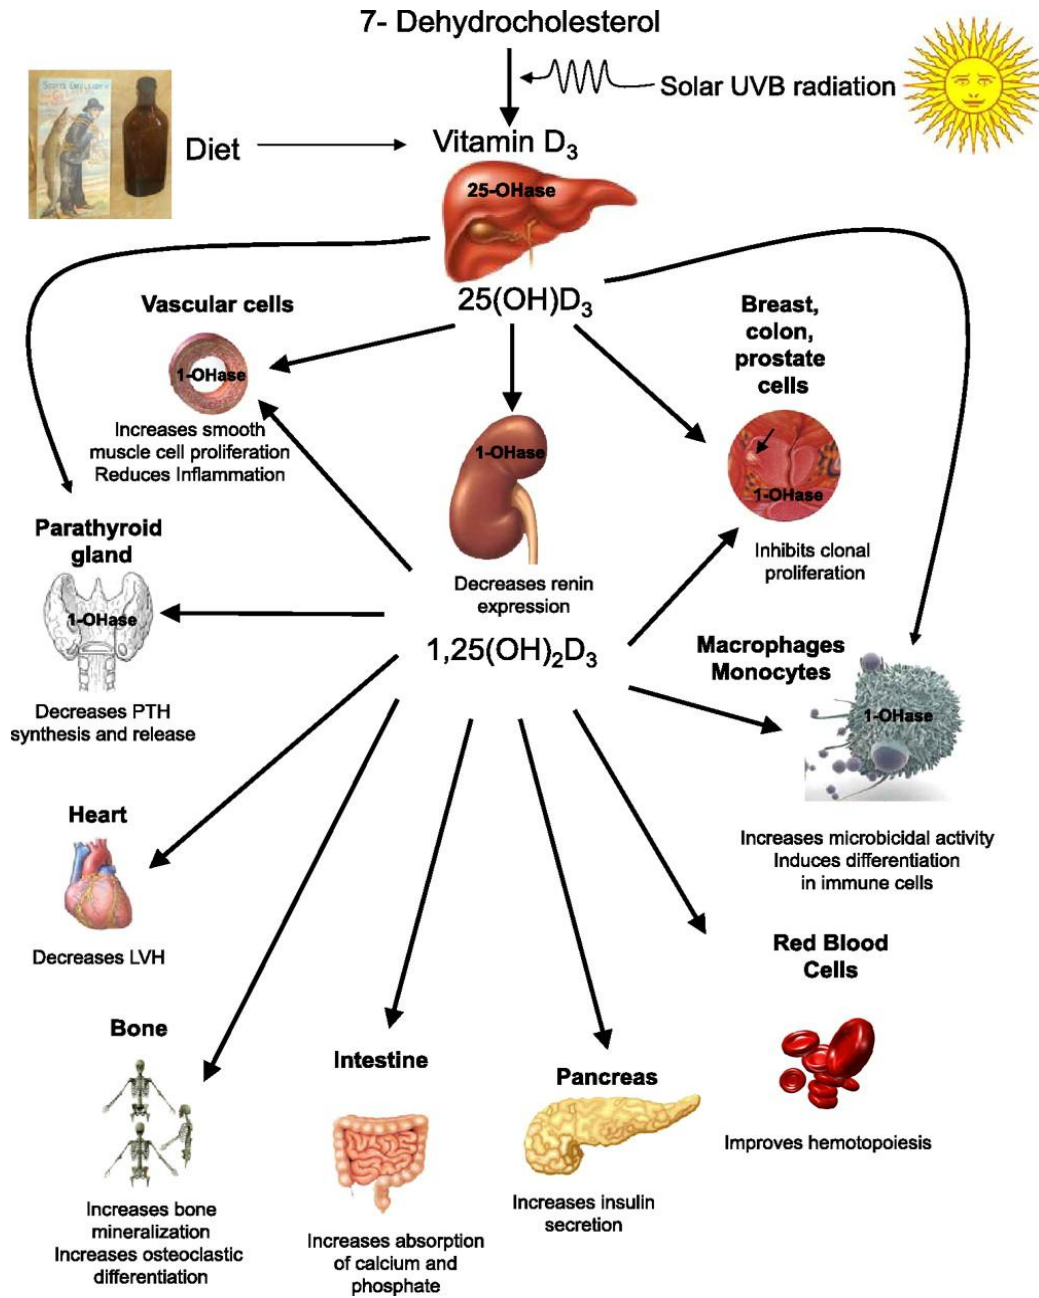 7- Dehydrocholesterol
Solar UVB radiation
Diet
Vitamin D₃
25-OHase
25(OH)D₃
Vascular cells
1-OHase
Increases smooth
muscle cell proliferation
Reduces Inflammation
1-OHase
Decreases renin
expression
Breast,
colon,
prostate
cells
1-OHase
Inhibits clonal
proliferation
Parathyroid
gland
1-OHase
Decreases PTH
synthesis and release
1,25(OH)₂D₃
Macrophages
Monocytes
1-OHase
Increases microbicidal activity
Induces differentiation
in immune cells
Heart
Decreases LVH
Bone
Increases bone
mineralization
Increases osteoclastic
differentiation
Intestine
Increases absorption
of calcium and
phosphate
Pancreas
Increases insulin
secretion
Red Blood
Cells
Improves hemotopoiesis